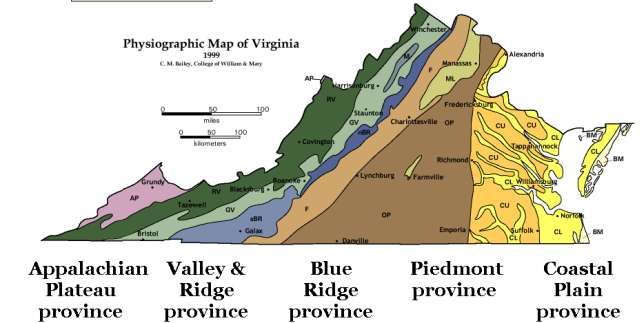 Physiographic Map of Virginia
1999
C. M. Bailey, College of William & Mary
0 50 100
miles
0 50 100
kilometers
Winchester
Alexandria
M
Manassas
F
ML
AP
Harrisonburg
RV
Fredericksburg
Staunton
GV
Charlottesville
OP
CU
CU
CL
BM
nBR
Tappahannock
Covington
CL
BM
Richmond
CU
Roanoke
Lynchburg
Farmville
CL
Williamsburg
Grundy
AP
RV
Blacksburg
Tazewell
GV
F
CU
sBR
OP
Norfolk
Bristol
Galax
Emporia
Suffolk
CL
CL
BM
Danville
Appalachian Plateau province
Valley & Ridge province
Blue Ridge province
Piedmont province
Coastal Plain province